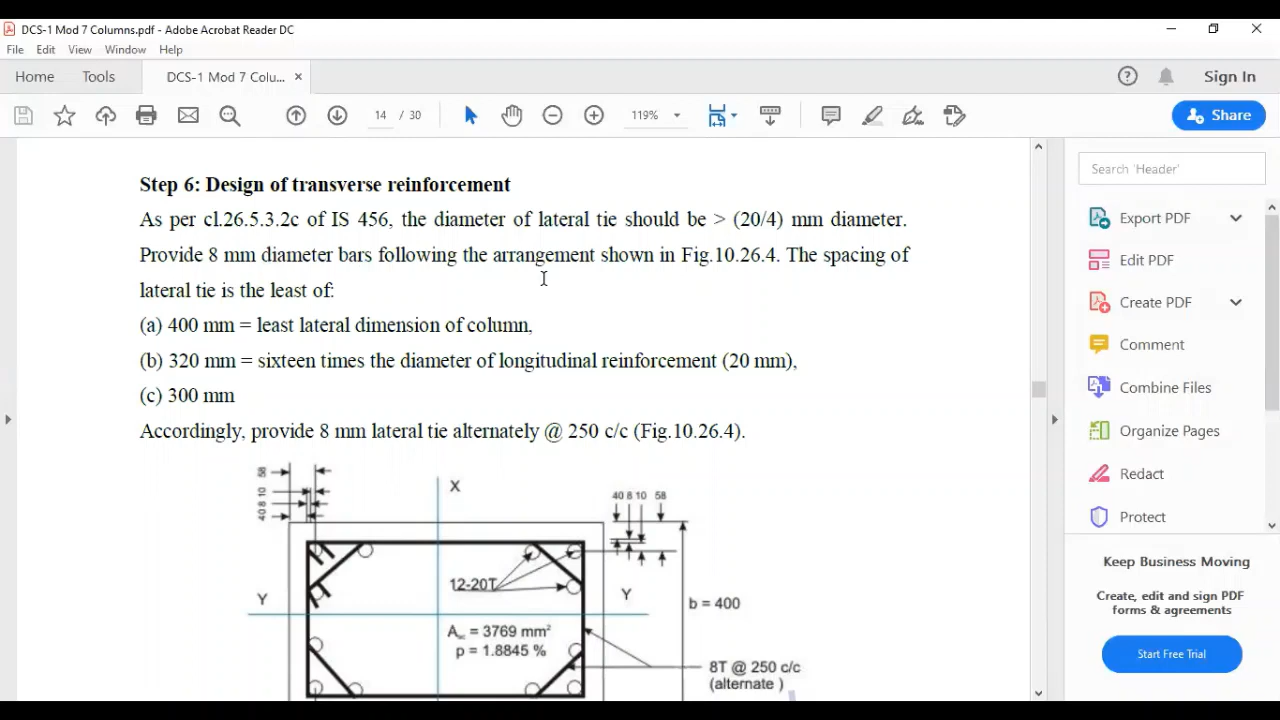 DCS-1 Mod 7 Columns.pdf - Adobe Acrobat Reader DC
File Edit View Window Help
Home Tools DCS-1 Mod 7 Colu... × Sign In
14 / 30 119% Share
Step 6: Design of transverse reinforcement
As per cl.26.5.3.2c of IS 456, the diameter of lateral tie should be > (20/4) mm diameter.
Provide 8 mm diameter bars following the arrangement shown in Fig.10.26.4. The spacing of
lateral tie is the least of:
(a) 400 mm = least lateral dimension of column,
(b) 320 mm = sixteen times the diameter of longitudinal reinforcement (20 mm),
(c) 300 mm
Accordingly, provide 8 mm lateral tie alternately @ 250 c/c (Fig.10.26.4).
58
40 8 10
X
40 8 10 58
12-20T
Y
Y
b = 400
Asc = 3769 mm²
p = 1.8845 %
8T @ 250 c/c
(alternate )
Search 'Header'
Export PDF
Edit PDF
Create PDF
Comment
Combine Files
Organize Pages
Redact
Protect
Keep Business Moving
Create, edit and sign PDF
forms & agreements
Start Free Trial